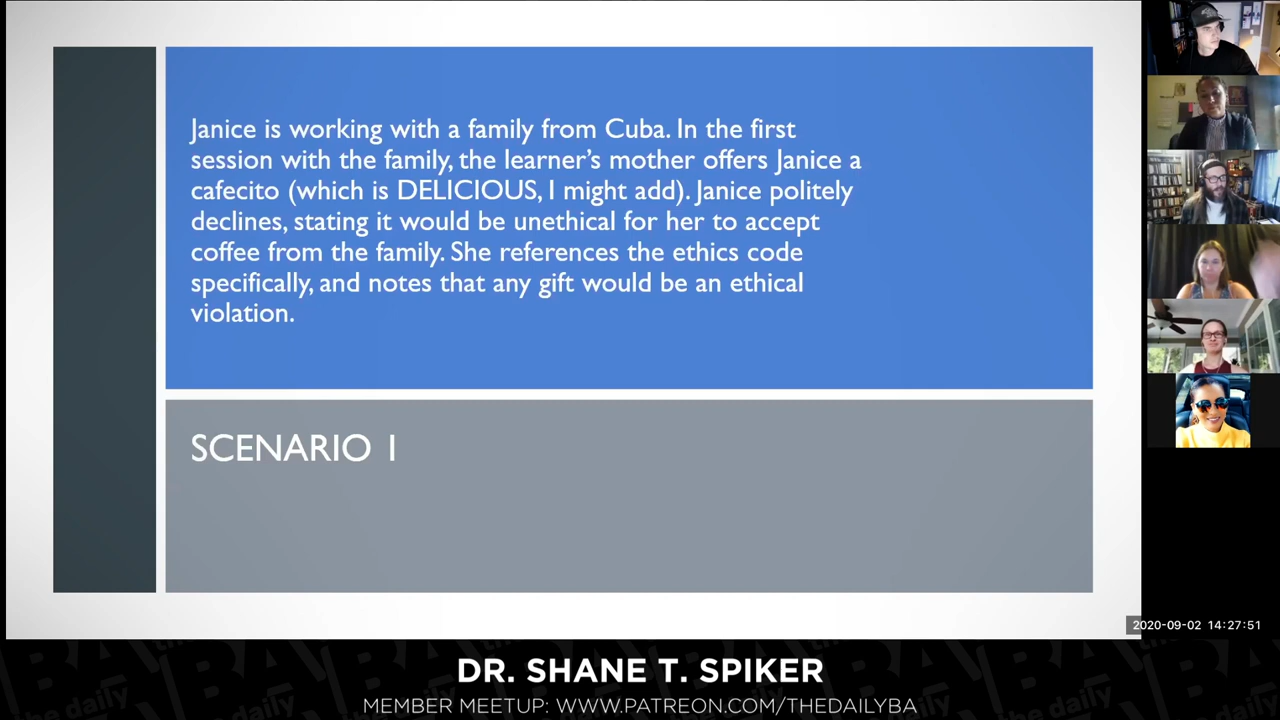 Janice is working with a family from Cuba. In the first
session with the family, the learner's mother offers Janice a
cafecito (which is DELICIOUS, I might add). Janice politely
declines, stating it would be unethical for her to accept
coffee from the family. She references the ethics code
specifically, and notes that any gift would be an ethical
violation.
SCENARIO 1
2020-09-02 14:27:51
DR. SHANE T. SPIKER
MEMBER MEETUP: WWW.PATREON.COM/THEDAILYBA
the daily
BA